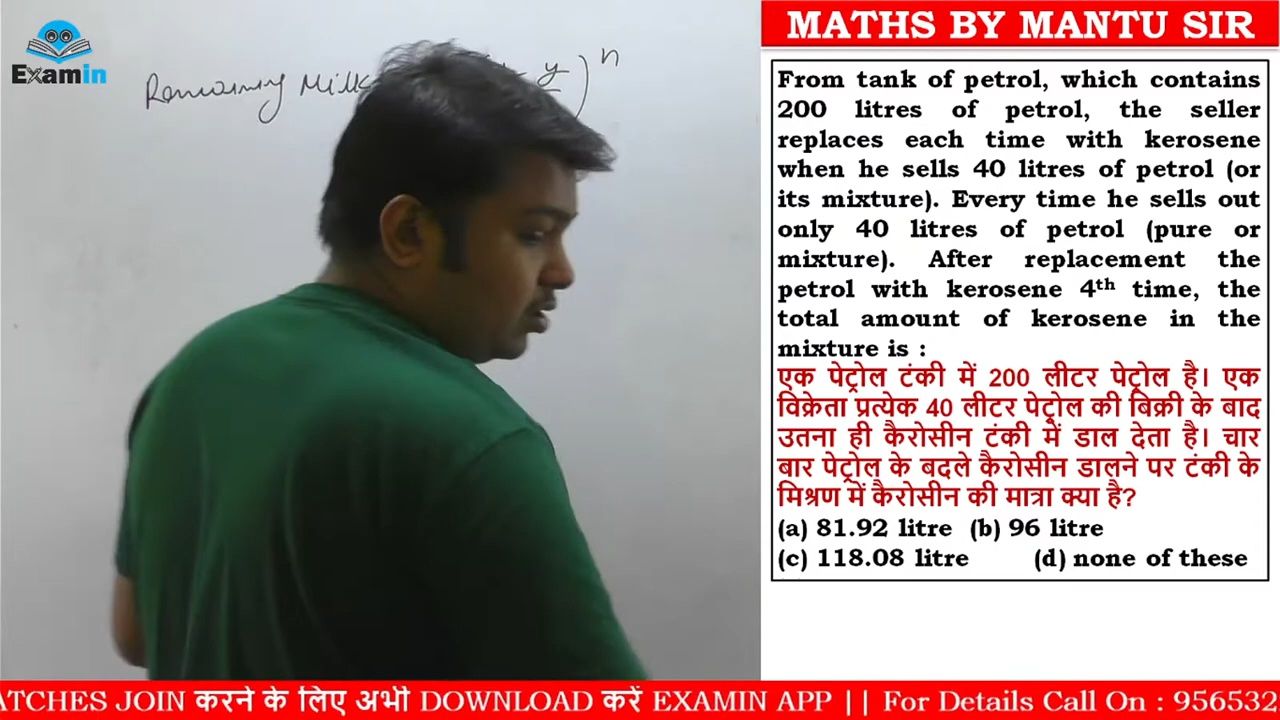 Examin
Remaining Milk y ) n
MATHS BY MANTU SIR
From tank of petrol, which contains
200 litres of petrol, the seller
replaces each time with kerosene
when he sells 40 litres of petrol (or
its mixture). Every time he sells out
only 40 litres of petrol (pure or
mixture). After replacement the
petrol with kerosene 4th time, the
total amount of kerosene in the
mixture is :
एक पेट्रोल टंकी में 200 लीटर पेट्रोल है। एक
विक्रेता प्रत्येक 40 लीटर पेट्रोल की बिक्री के बाद
उतना ही कैरोसीन टंकी में डाल देता है। चार
बार पेट्रोल के बदले कैरोसीन डालने पर टंकी के
मिश्रण में कैरोसीन की मात्रा क्या है?
(a) 81.92 litre (b) 96 litre
(c) 118.08 litre (d) none of these
ATCHES JOIN करने के लिए अभी DOWNLOAD करें EXAMIN APP || For Details Call On : 956532